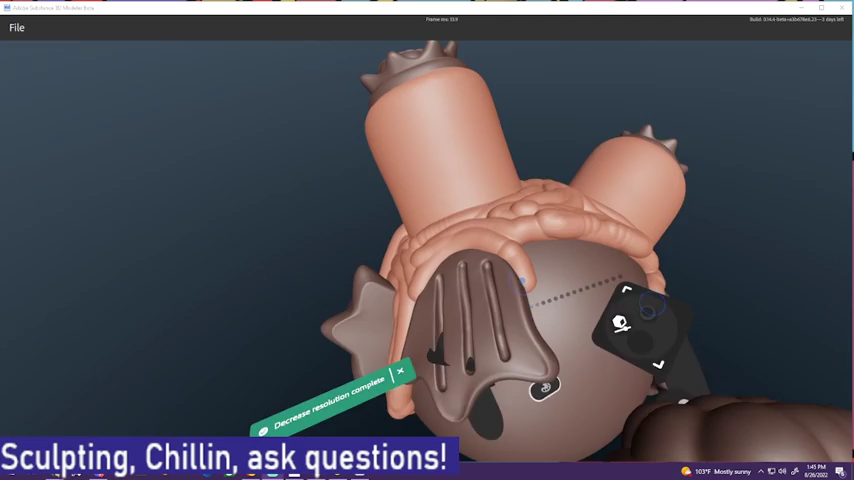 Adobe Substance 3D Modeler beta
File
Decrease resolution complete
Sculpting, Chillin, ask questions!
103°F Mostly sunny
1:45 PM
8/26/2022